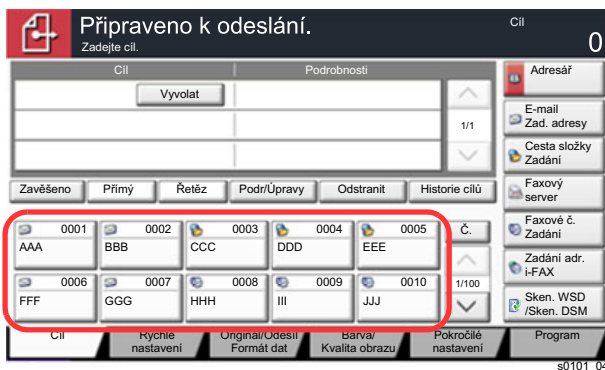 Připraveno k odeslání.
Zadejte cíl.
Cíl
0
Cíl
Podrobnosti
Vyvolat
1/1
Zavěšeno
Přímý
Řetěz
Podr/Úpravy
Odstranit
Historie cílů
0001
AAA
0002
BBB
0003
CCC
0004
DDD
0005
EEE
0006
FFF
0007
GGG
0008
HHH
0009
III
0010
JJJ
Č.
1/100
Adresář
E-mail
Zad. adresy
Cesta složky
Zadání
Faxový
server
Faxové č.
Zadání
Zadání adr.
i-FAX
Sken. WSD
/Sken. DSM
Cíl
Rychlé
nastavení
Originál/Odesíl
Formát dat
Barva/
Kvalita obrazu
Pokročilé
nastavení
Program
s0101_04